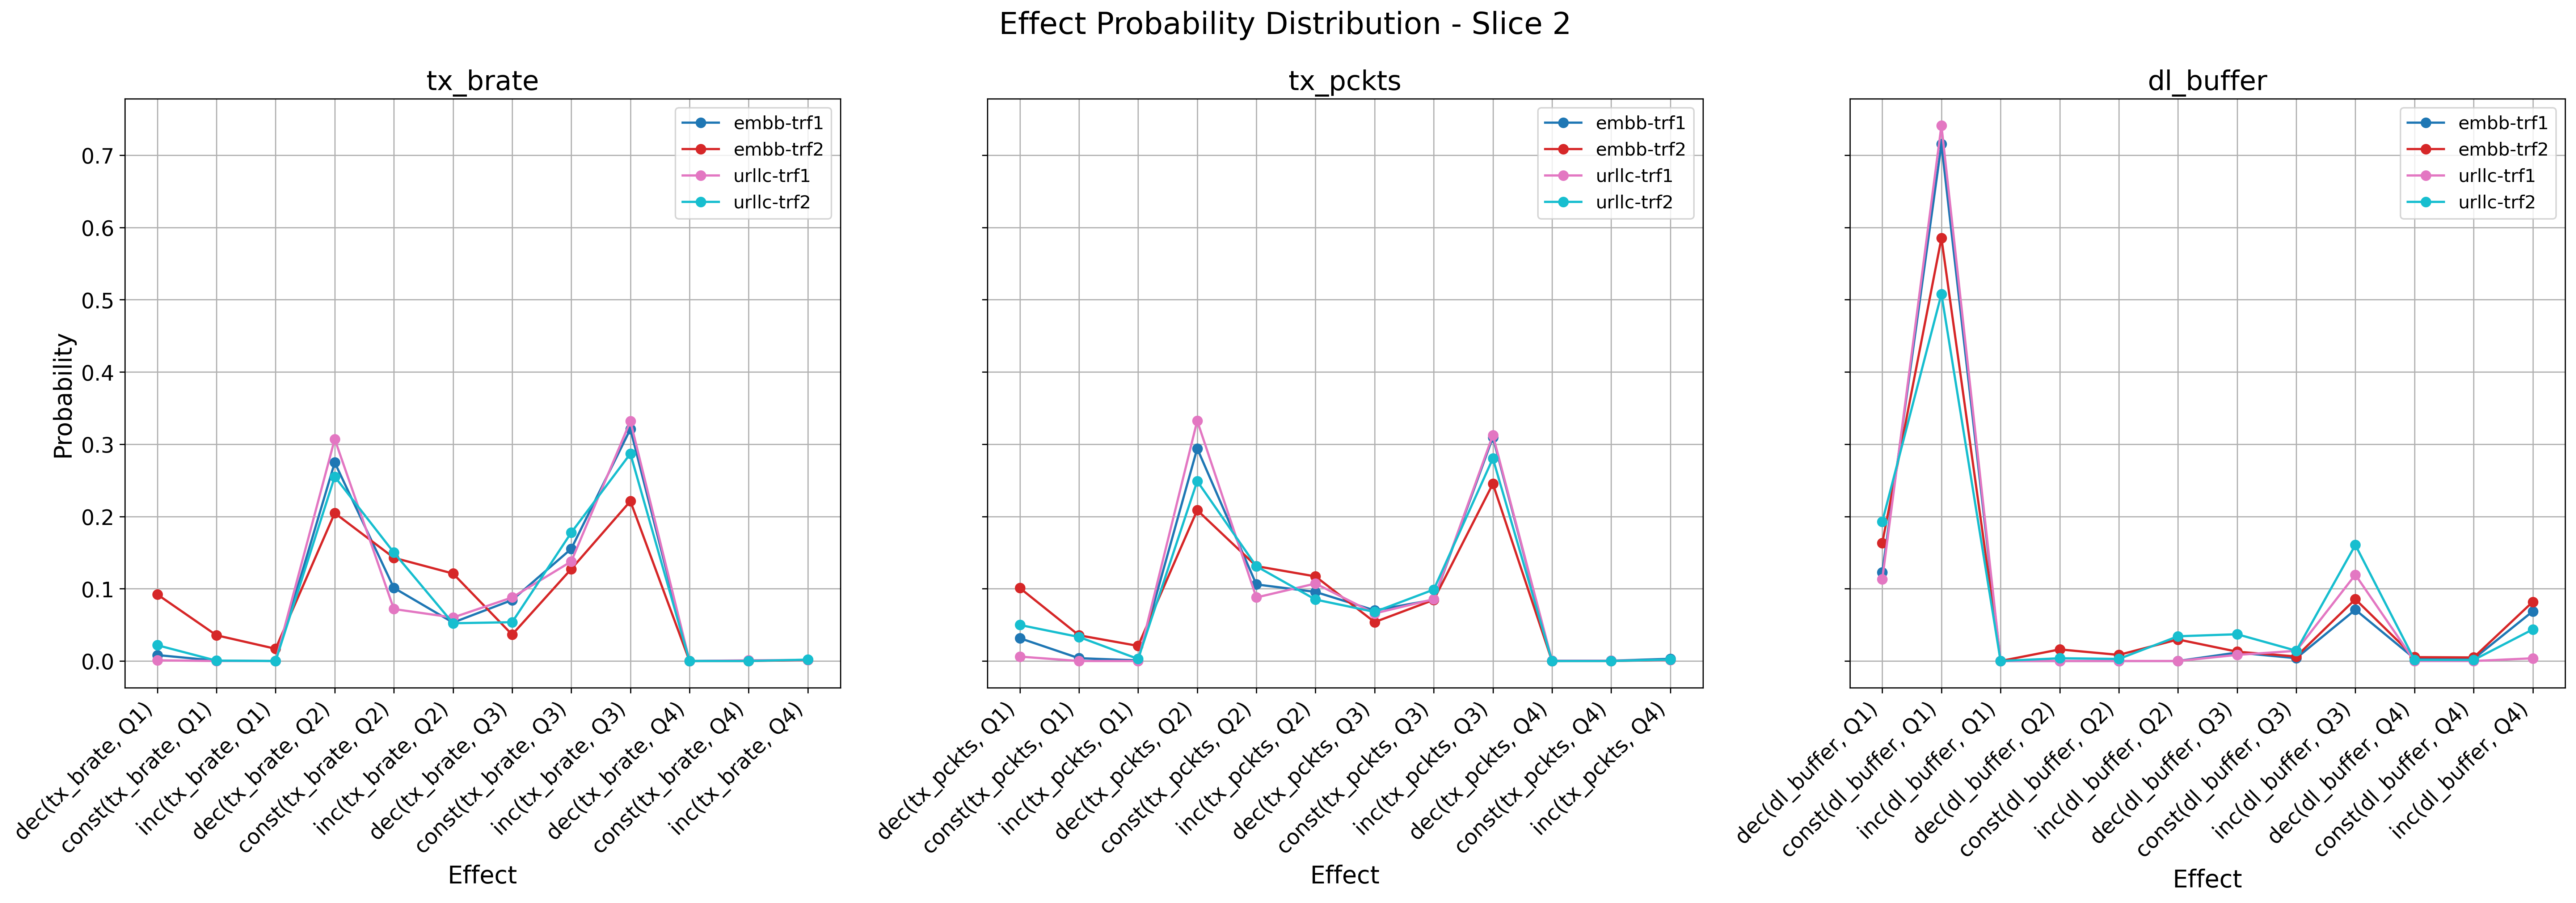 Effect Probability Distribution - Slice 2
tx_brate
Probability
0.7
0.6
0.5
0.4
0.3
0.2
0.1
0.0
embb-trf1
embb-trf2
urllc-trf1
urllc-trf2
dec(tx_brate, Q1)
const(tx_brate, Q1)
inc(tx_brate, Q1)
dec(tx_brate, Q2)
const(tx_brate, Q2)
inc(tx_brate, Q2)
dec(tx_brate, Q3)
const(tx_brate, Q3)
inc(tx_brate, Q3)
dec(tx_brate, Q4)
const(tx_brate, Q4)
inc(tx_brate, Q4)
Effect
tx_pckts
embb-trf1
embb-trf2
urllc-trf1
urllc-trf2
dec(tx_pckts, Q1)
const(tx_pckts, Q1)
inc(tx_pckts, Q1)
dec(tx_pckts, Q2)
const(tx_pckts, Q2)
inc(tx_pckts, Q2)
dec(tx_pckts, Q3)
const(tx_pckts, Q3)
inc(tx_pckts, Q3)
dec(tx_pckts, Q4)
const(tx_pckts, Q4)
inc(tx_pckts, Q4)
Effect
dl_buffer
embb-trf1
embb-trf2
urllc-trf1
urllc-trf2
dec(dl_buffer, Q1)
const(dl_buffer, Q1)
inc(dl_buffer, Q1)
dec(dl_buffer, Q2)
const(dl_buffer, Q2)
inc(dl_buffer, Q2)
dec(dl_buffer, Q3)
const(dl_buffer, Q3)
inc(dl_buffer, Q3)
dec(dl_buffer, Q4)
const(dl_buffer, Q4)
inc(dl_buffer, Q4)
Effect